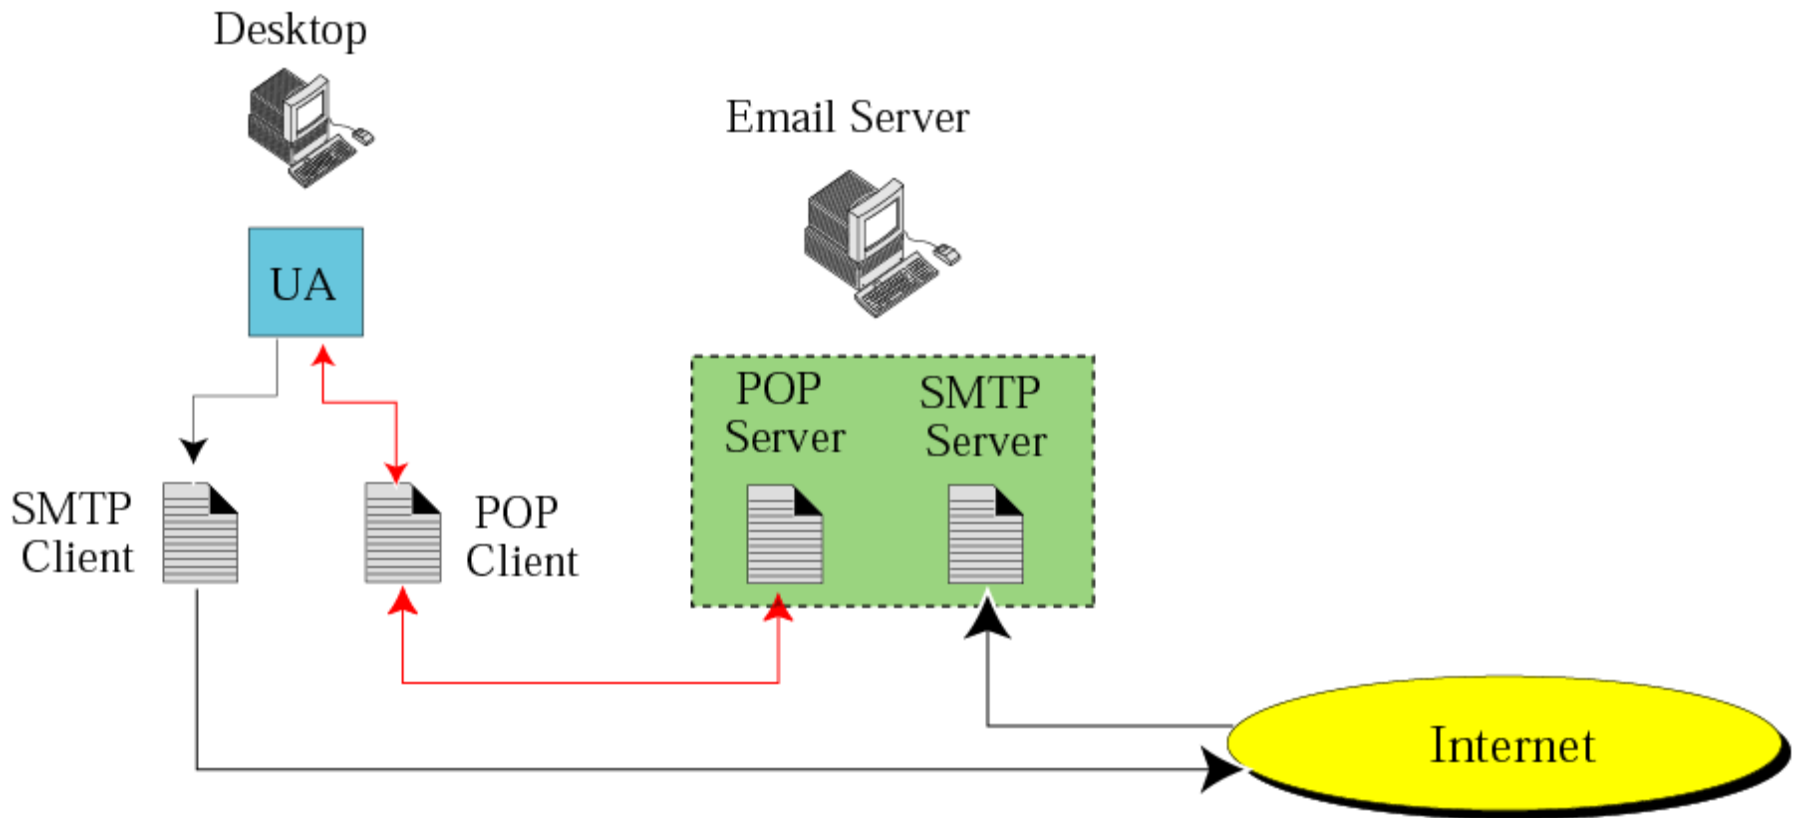 Desktop
Email Server
UA
POP
Server
SMTP
Server
SMTP
Client
POP
Client
Internet